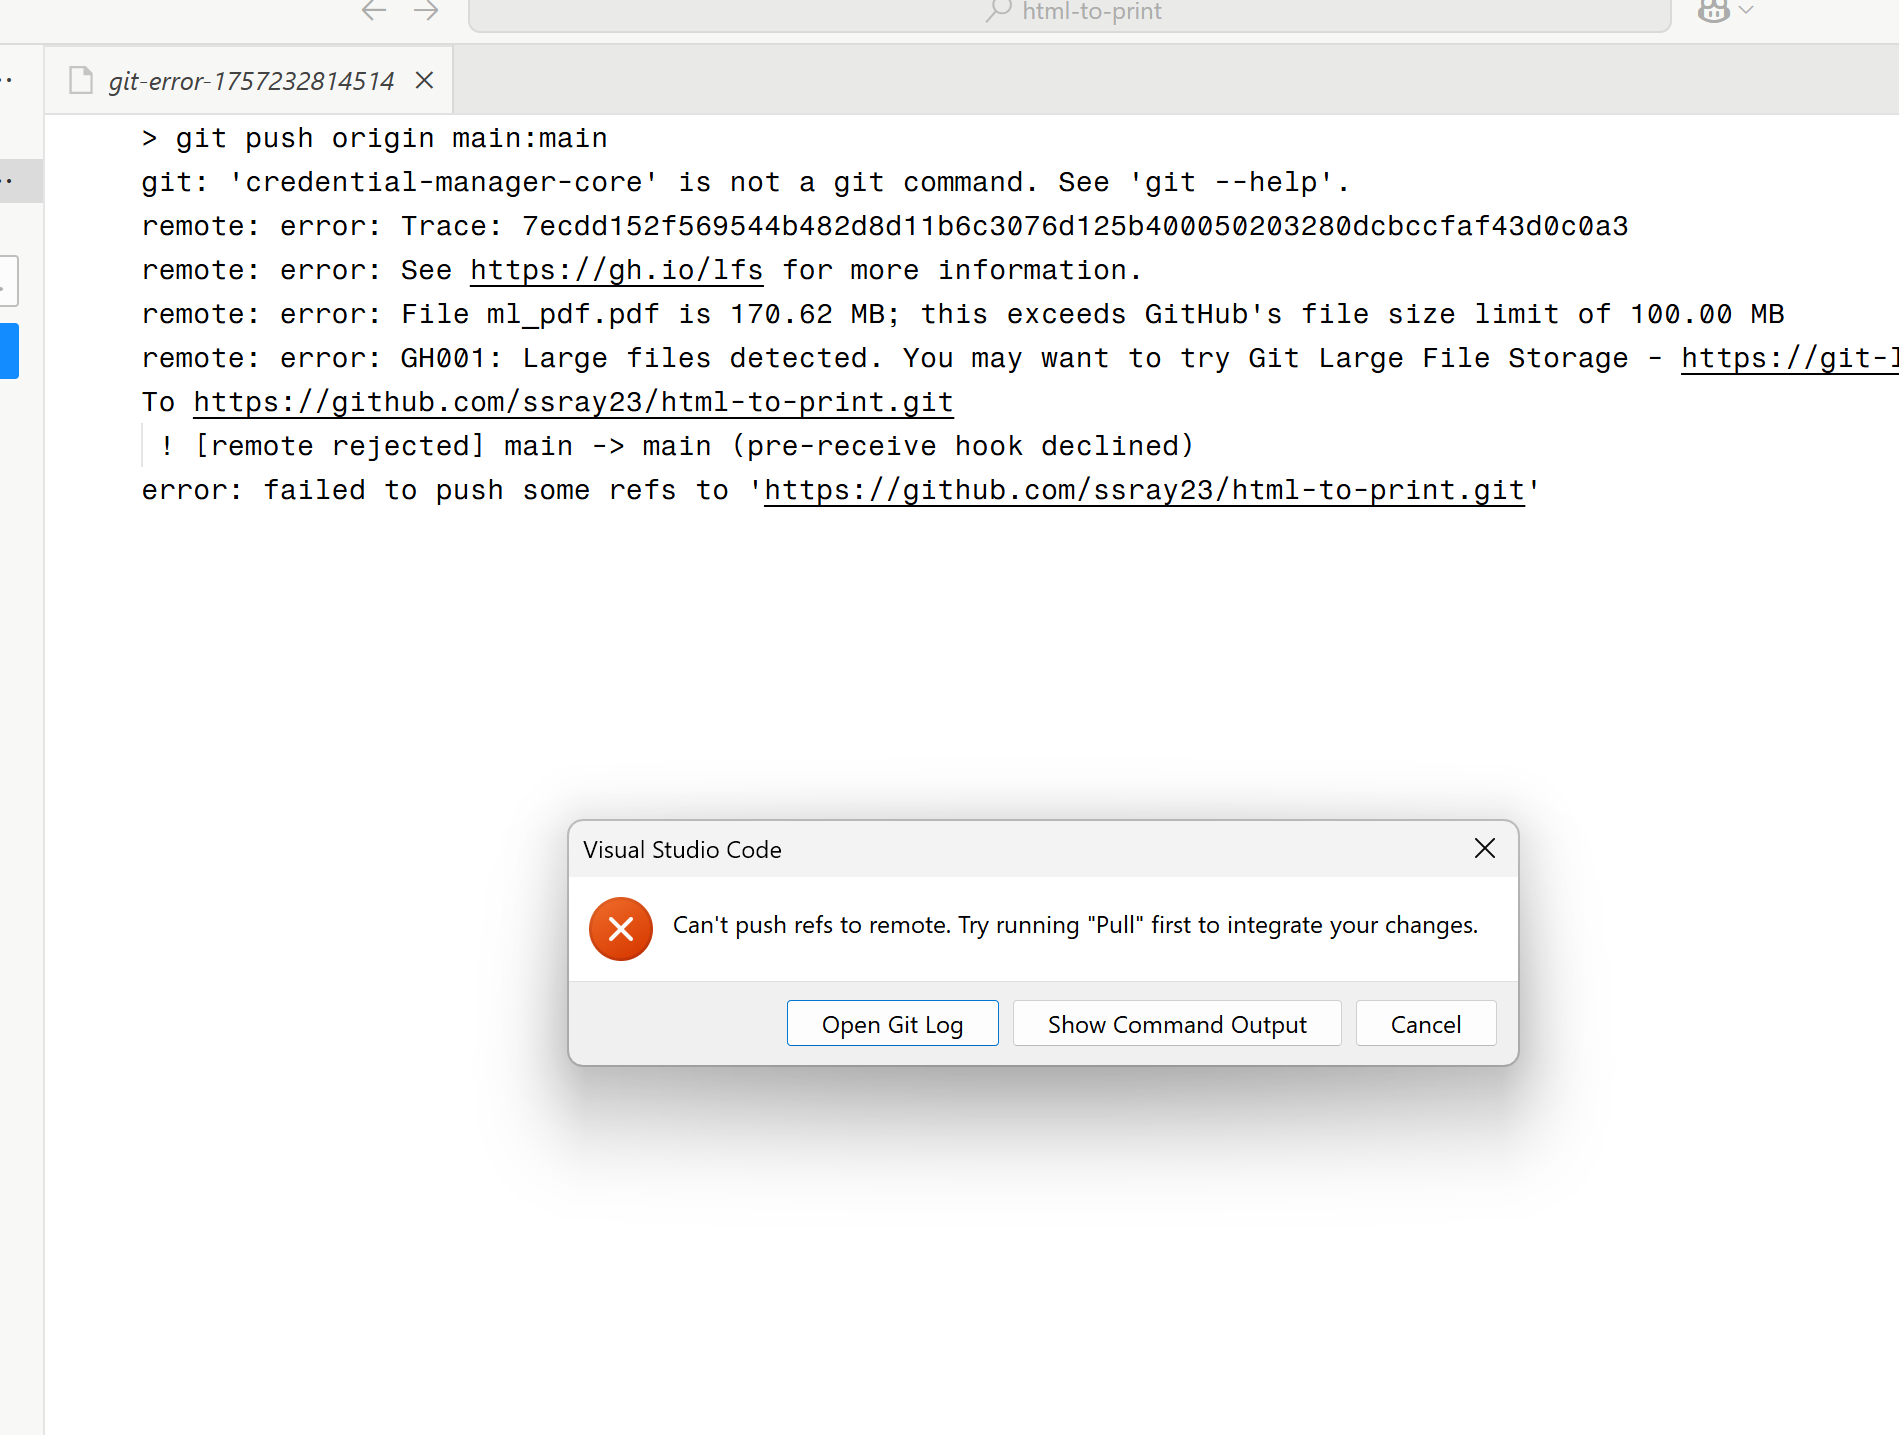 html-to-print
git-error-1757232814514
> git push origin main:main
git: 'credential-manager-core' is not a git command. See 'git --help'.
remote: error: Trace: 7ecdd152f569544b482d8d11b6c3076d125b400050203280dcbccfaf43d0c0a3
remote: error: See https://gh.io/lfs for more information.
remote: error: File ml_pdf.pdf is 170.62 MB; this exceeds GitHub's file size limit of 100.00 MB
remote: error: GH001: Large files detected. You may want to try Git Large File Storage - https://git-l
To https://github.com/ssray23/html-to-print.git
! [remote rejected] main -> main (pre-receive hook declined)
error: failed to push some refs to 'https://github.com/ssray23/html-to-print.git'
Visual Studio Code
Can't push refs to remote. Try running "Pull" first to integrate your changes.
Open Git Log
Show Command Output
Cancel